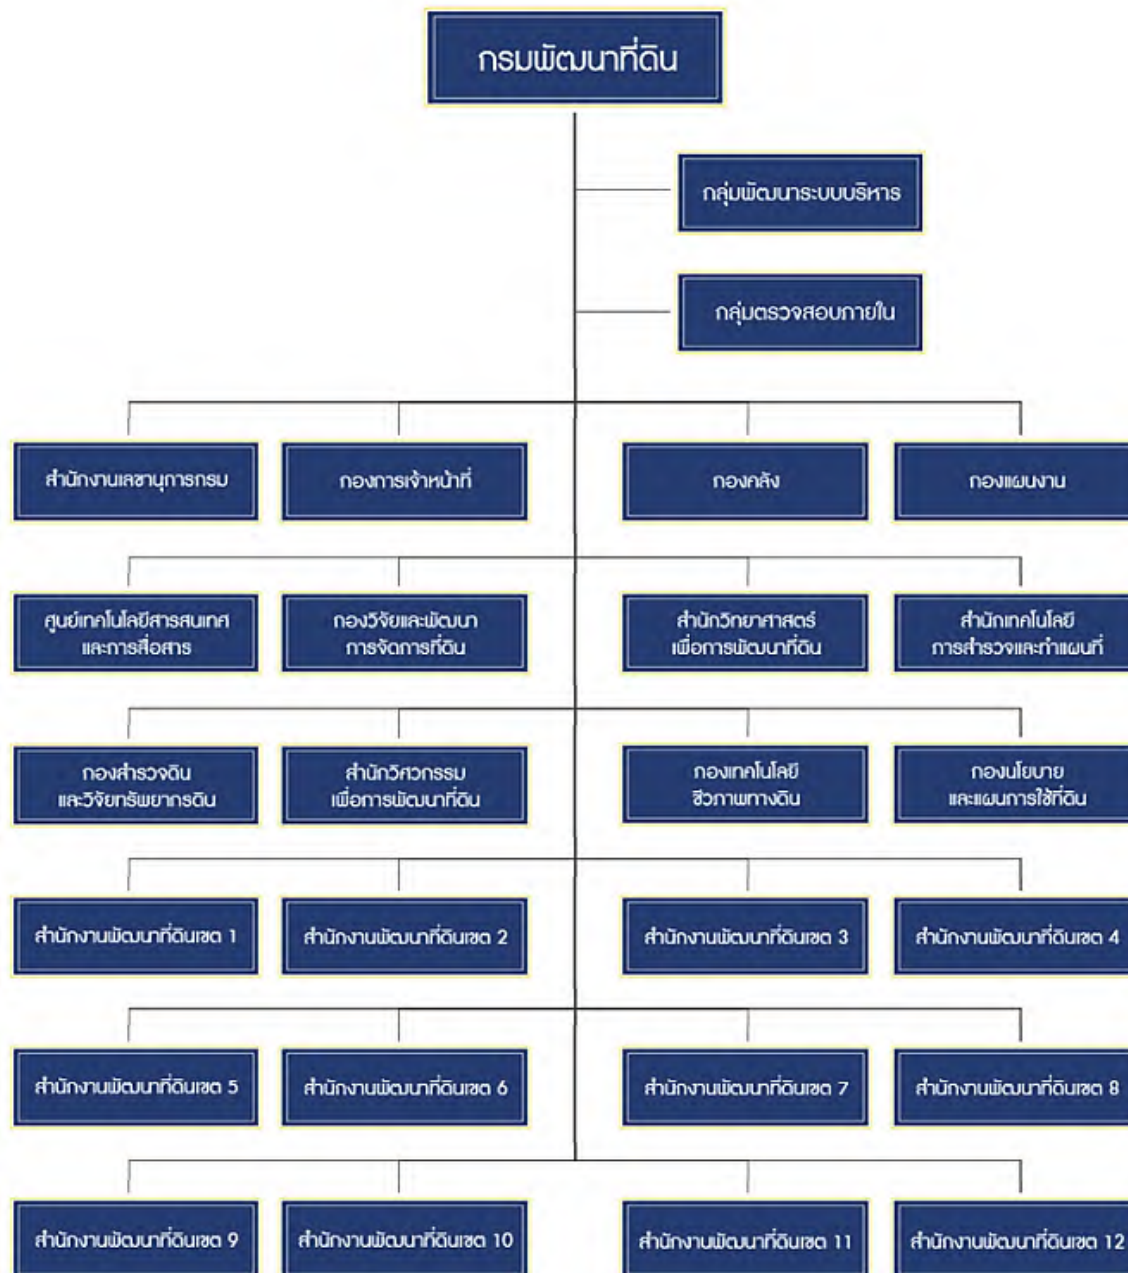 กรมพัฒนาที่ดิน
กลุ่มพัฒนาระบบบริหาร
กลุ่มตรวจสอบภายใน
สำนักงานเลขานุการกรม
กองการเจ้าหน้าที่
กองคลัง
กองแผนงาน
ศูนย์เทคโนโลยีสารสนเทศ
และการสื่อสาร
กองวิจัยและพัฒนา
การจัดการที่ดิน
สำนักวิทยาศาสตร์
เพื่อการพัฒนาที่ดิน
สำนักเทคโนโลยี
การสำรวจและทำแผนที่
กองสำรวจดิน
และวิจัยทรัพยากรดิน
สำนักวิศวกรรม
เพื่อการพัฒนาที่ดิน
กองเทคโนโลยี
ชีวภาพทางดิน
กองนโยบาย
และแผนการใช้ที่ดิน
สำนักงานพัฒนาที่ดินเขต 1
สำนักงานพัฒนาที่ดินเขต 2
สำนักงานพัฒนาที่ดินเขต 3
สำนักงานพัฒนาที่ดินเขต 4
สำนักงานพัฒนาที่ดินเขต 5
สำนักงานพัฒนาที่ดินเขต 6
สำนักงานพัฒนาที่ดินเขต 7
สำนักงานพัฒนาที่ดินเขต 8
สำนักงานพัฒนาที่ดินเขต 9
สำนักงานพัฒนาที่ดินเขต 10
สำนักงานพัฒนาที่ดินเขต 11
สำนักงานพัฒนาที่ดินเขต 12